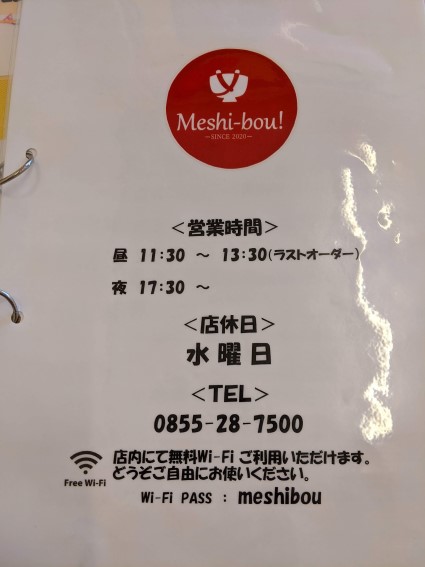 Meshi-bou!
－SINCE 2020－
＜営業時間＞
昼 11:30 ～ 13:30(ラストオーダー)
夜 17:30 ～
＜店休日＞
水曜日
＜TEL＞
0855-28-7500
店内にて無料Wi-Fi ご利用いただけます。
どうぞご自由にお使いください。
Free Wi-Fi
Wi-Fi PASS : meshibou